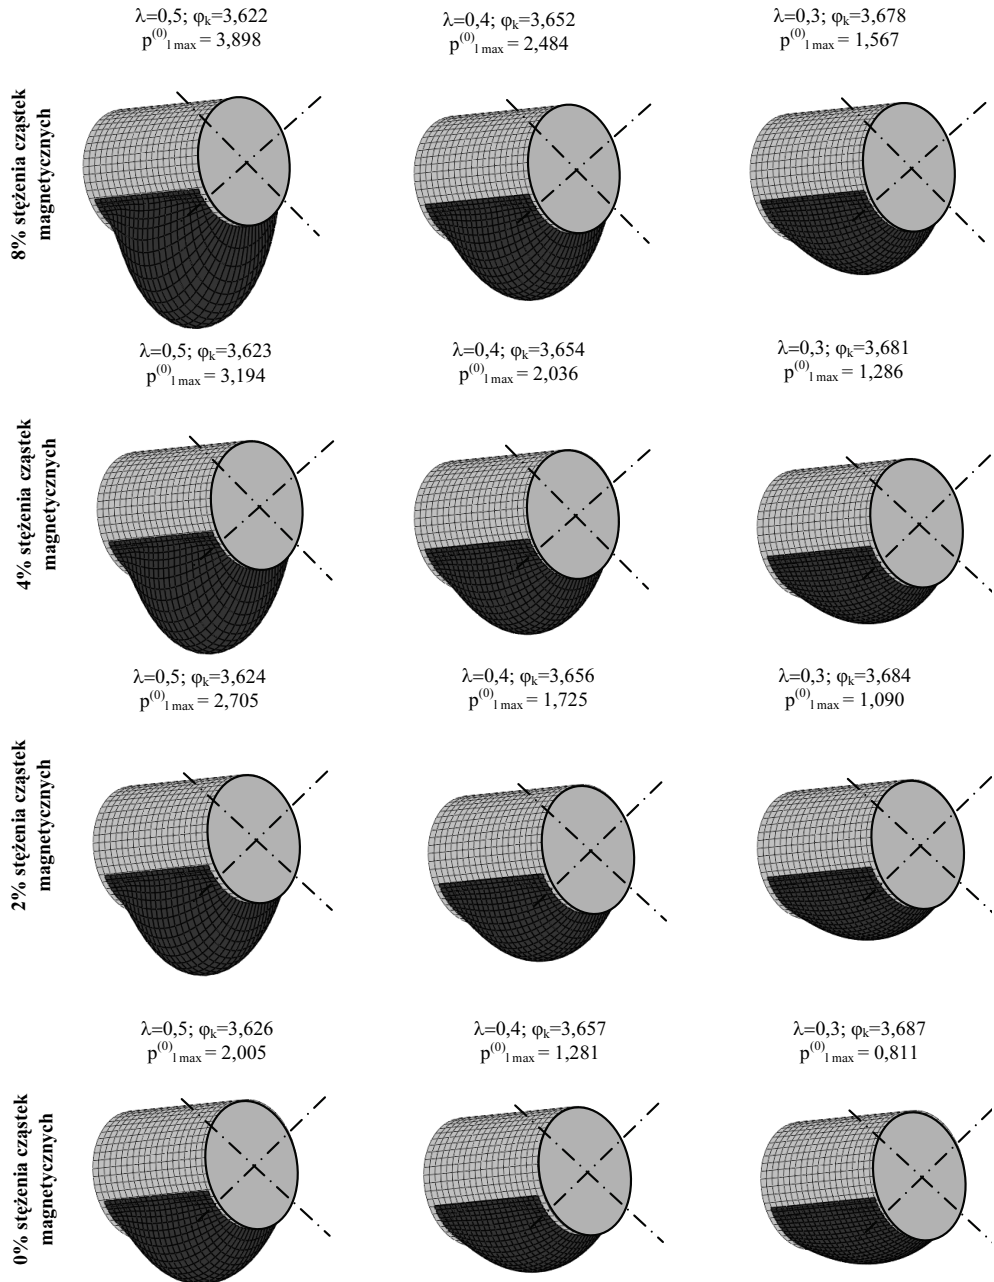 λ=0,5; φₖ=3,622
p⁽⁰⁾₁ ₘₐₓ = 3,898
λ=0,4; φₖ=3,652
p⁽⁰⁾₁ ₘₐₓ = 2,484
λ=0,3; φₖ=3,678
p⁽⁰⁾₁ ₘₐₓ = 1,567
8% stężenia cząstek
magnetycznych
λ=0,5; φₖ=3,623
p⁽⁰⁾₁ ₘₐₓ = 3,194
λ=0,4; φₖ=3,654
p⁽⁰⁾₁ ₘₐₓ = 2,036
λ=0,3; φₖ=3,681
p⁽⁰⁾₁ ₘₐₓ = 1,286
4% stężenia cząstek
magnetycznych
λ=0,5; φₖ=3,624
p⁽⁰⁾₁ ₘₐₓ = 2,705
λ=0,4; φₖ=3,656
p⁽⁰⁾₁ ₘₐₓ = 1,725
λ=0,3; φₖ=3,684
p⁽⁰⁾₁ ₘₐₓ = 1,090
2% stężenia cząstek
magnetycznych
λ=0,5; φₖ=3,626
p⁽⁰⁾₁ ₘₐₓ = 2,005
λ=0,4; φₖ=3,657
p⁽⁰⁾₁ ₘₐₓ = 1,281
λ=0,3; φₖ=3,687
p⁽⁰⁾₁ ₘₐₓ = 0,811
0% stężenia cząstek
magnetycznych